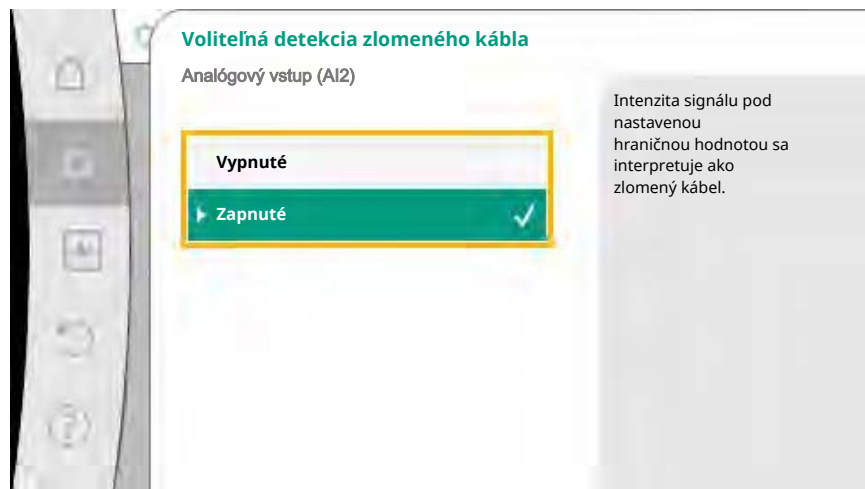 Voliteľná detekcia zlomeného kábla
Analógový vstup (AI2)
Vypnuté
Zapnuté
Intenzita signálu pod
nastavenou
hraničnou hodnotou sa
interpretuje ako
zlomený kábel.